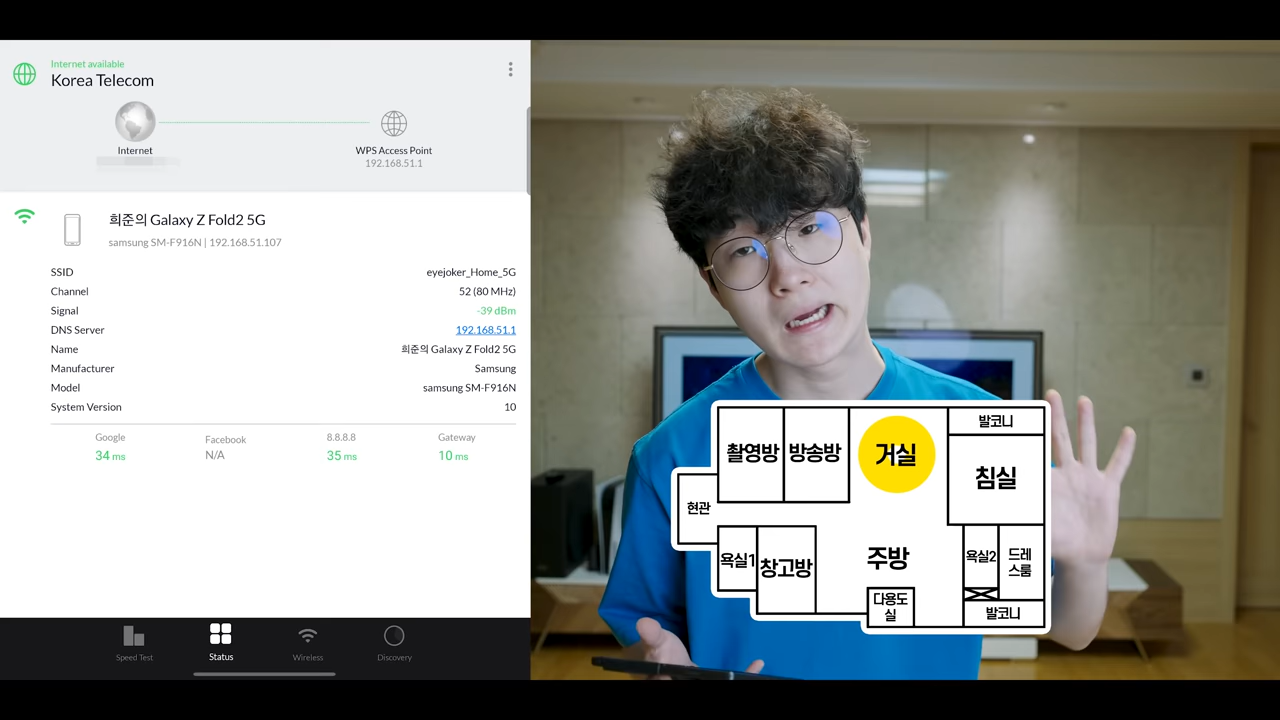 Internet available
Korea Telecom
Internet
WPS Access Point
192.168.51.1
희준의 Galaxy Z Fold2 5G
samsung SM-F916N | 192.168.51.107
SSID eyejoker_Home_5G
Channel 52 (80 MHz)
Signal -39 dBm
DNS Server 192.168.51.1
Name 희준의 Galaxy Z Fold2 5G
Manufacturer Samsung
Model samsung SM-F916N
System Version 10
Google Facebook 8.8.8.8 Gateway
34 ms N/A 35 ms 10 ms
Speed Test Status Wireless Discovery
촬영방 방송방 거실 발코니
침실
현관
욕실1 창고방 주방 욕실2 드레
스룸
다용도
실
발코니